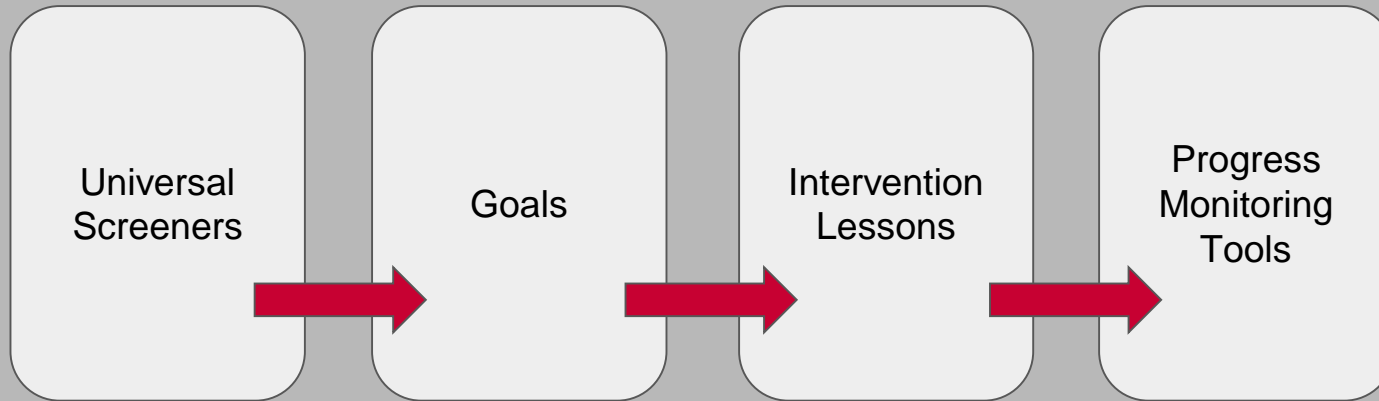 Universal
Screeners
Goals
Intervention
Lessons
Progress
Monitoring
Tools